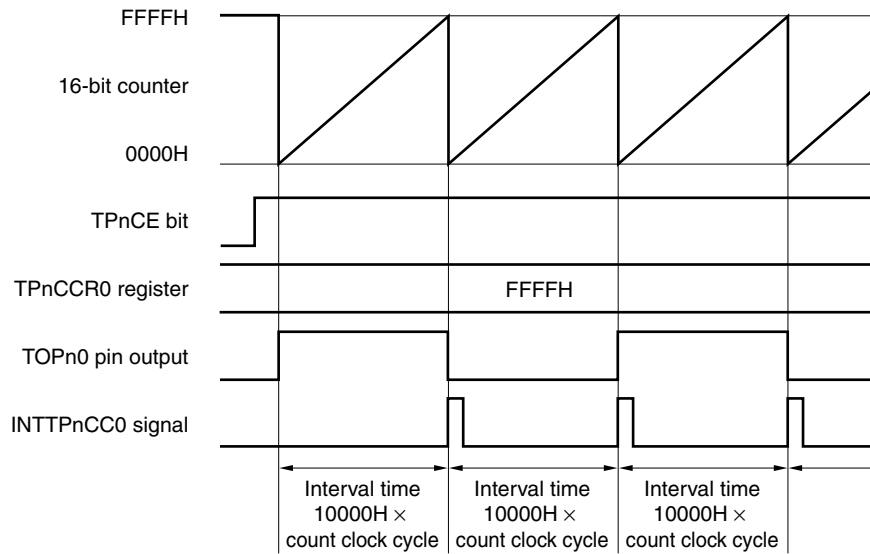 FFFFH
16-bit counter
0000H
TPnCE bit
TPnCCR0 register
FFFFH
TOPn0 pin output
INTTPnCC0 signal
Interval time
10000H ×
count clock cycle
Interval time
10000H ×
count clock cycle
Interval time
10000H ×
count clock cycle